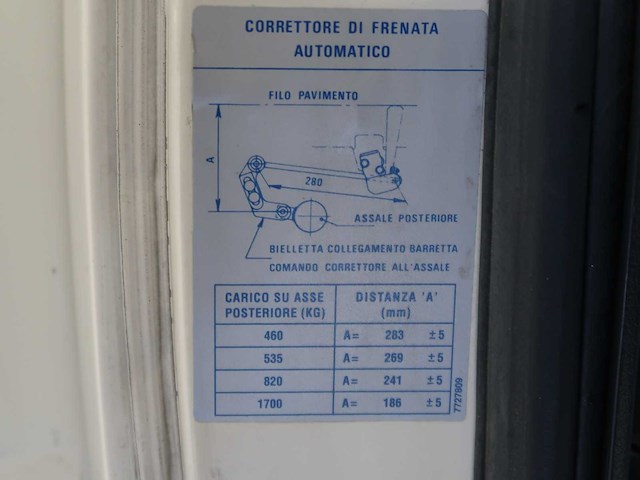 CORRETTORE DI FRENATA
AUTOMATICO
FILO PAVIMENTO
A
280
ASSALE POSTERIORE
BIELLETTA COLLEGAMENTO BARRETTA
COMANDO CORRETTORE ALL'ASSALE
CARICO SU ASSE
POSTERIORE (KG)
DISTANZA 'A'
(mm)
460 A= 283 ±5
535 A= 269 ±5
820 A= 241 ±5
1700 A= 186 ±5
7727809